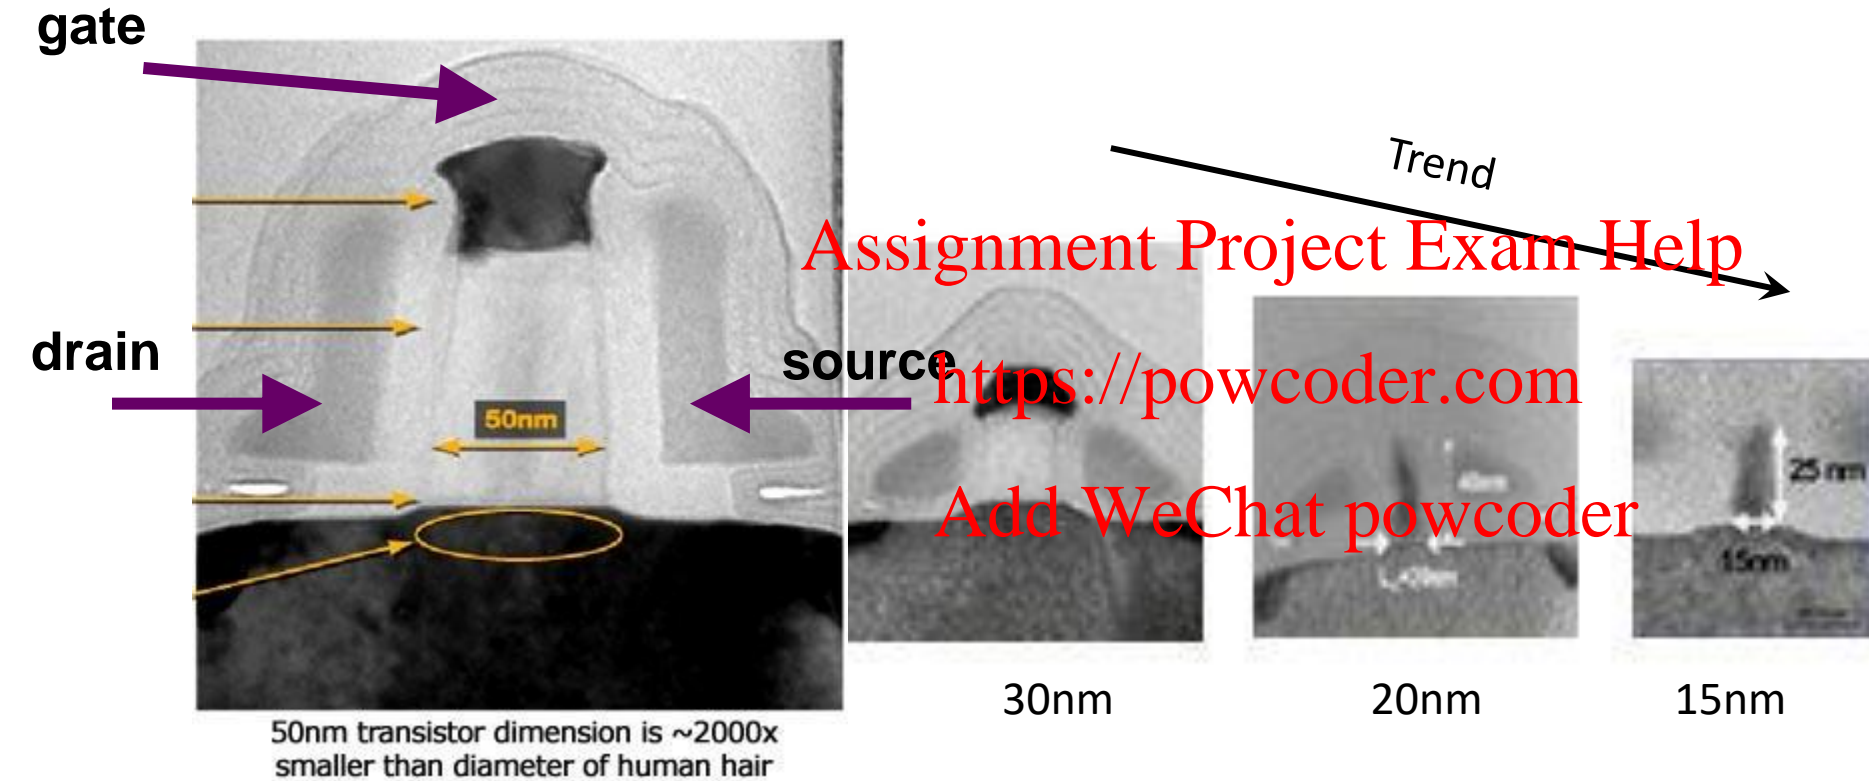 gate
Trend
Assignment Project Exam Help
drain
source
https://powcoder.com
50nm
25 nm
Add WeChat powcoder
15nm
30nm
20nm
15nm
50nm transistor dimension is ~2000x
smaller than diameter of human hair